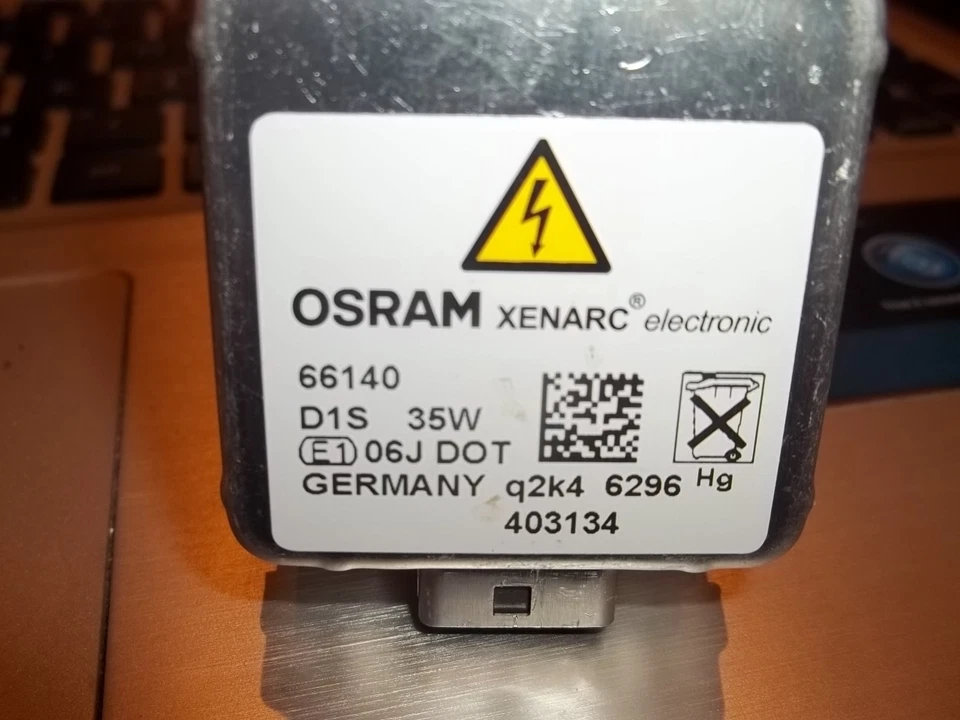 OSRAM XENARC® electronic
66140
D1S 35W
E1 06J DOT
GERMANY q2k4 6296
403134
Hg